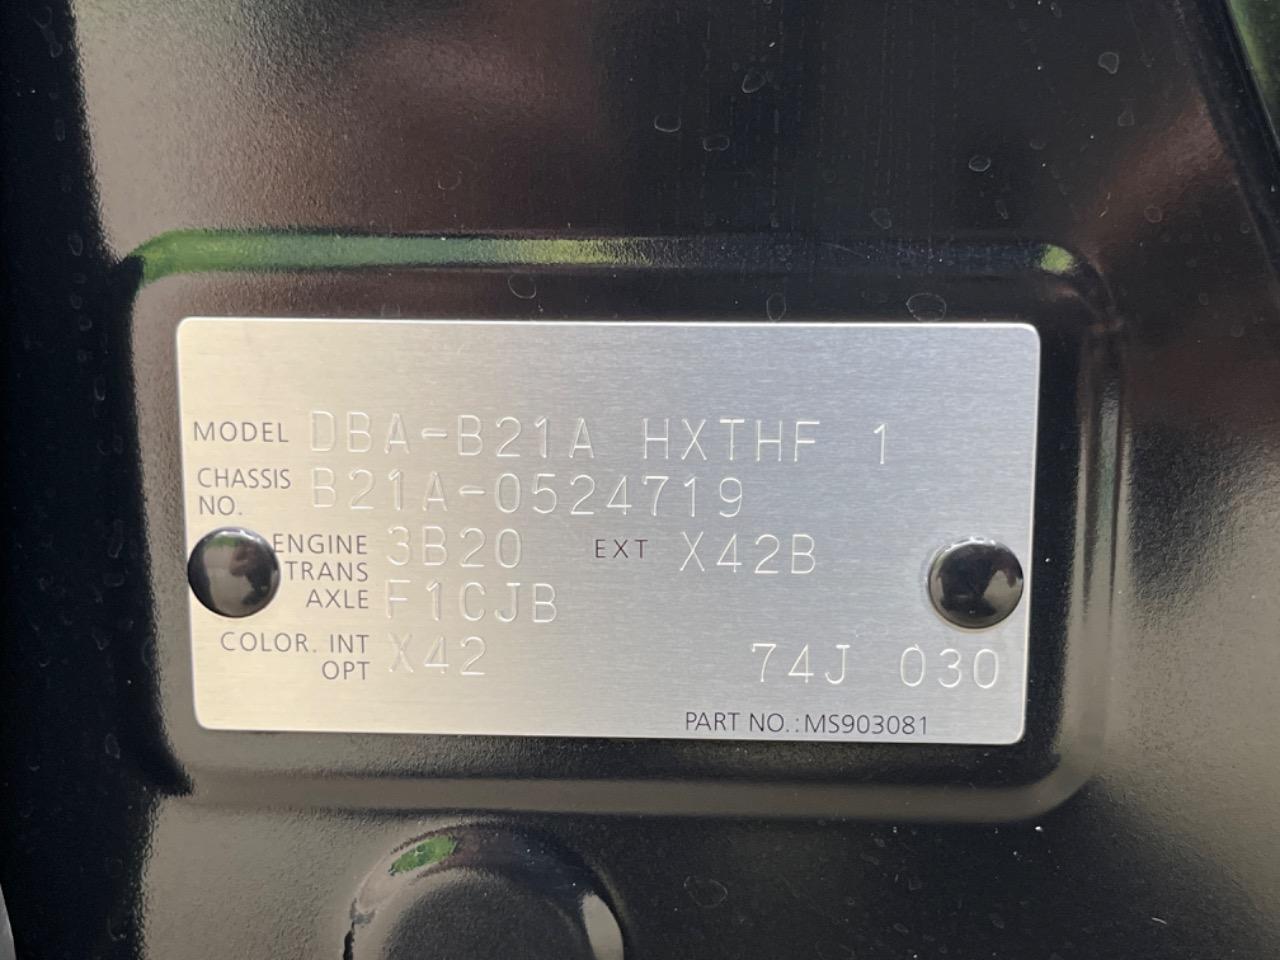 MODEL DBA-B21A HXTHF 1
CHASSIS NO. B21A-0524719
ENGINE 3B20 EXT X42B
TRANS AXLE F1CJB
COLOR. INT OPT X42 74J 030
PART NO.: MS903081